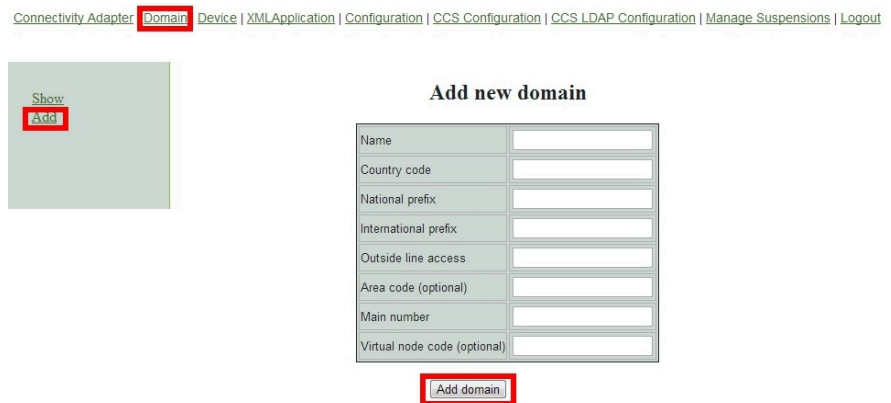 Connectivity Adapter | Domain | Device | XMLApplication | Configuration | CCS Configuration | CCS LDAP Configuration | Manage Suspensions | Logout
Show
Add
Add new domain
Name
Country code
National prefix
International prefix
Outside line access
Area code (optional)
Main number
Virtual node code (optional)
Add domain